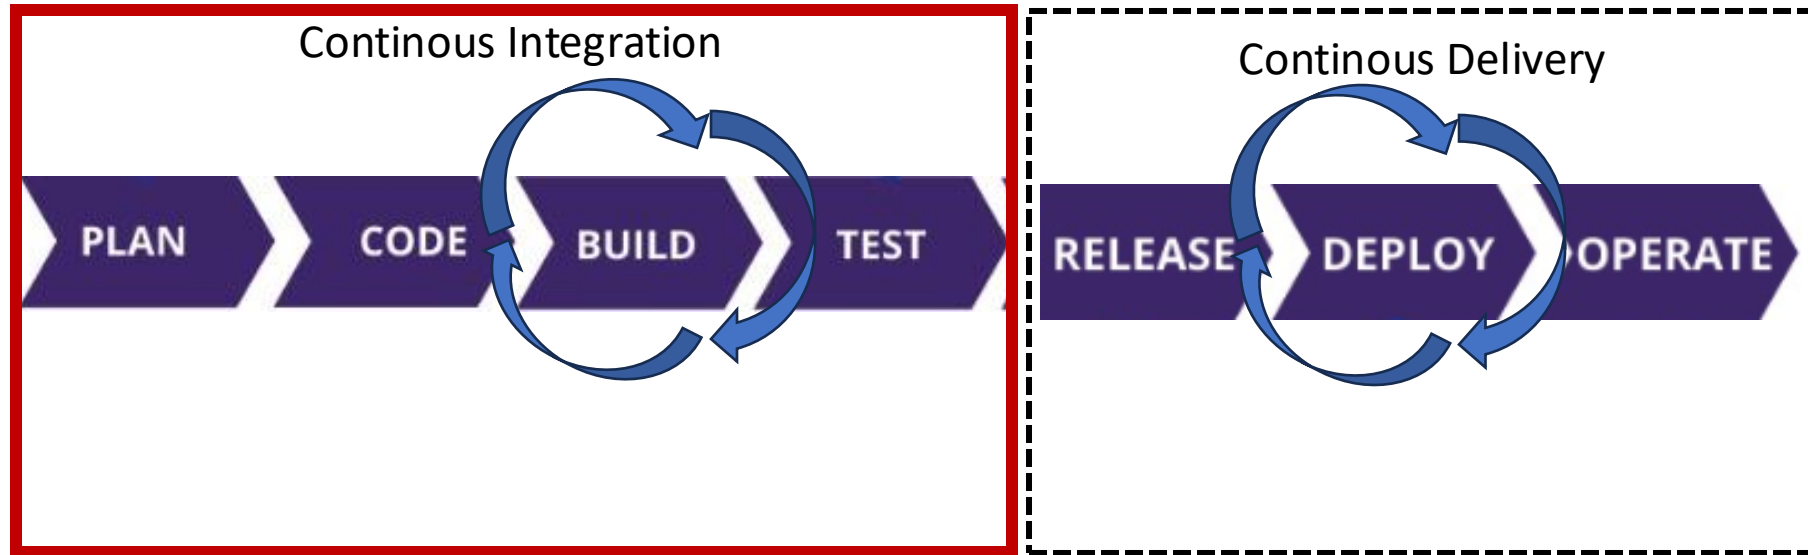 Continous Integration
PLAN
CODE
BUILD
TEST
Continous Delivery
RELEASE
DEPLOY
OPERATE